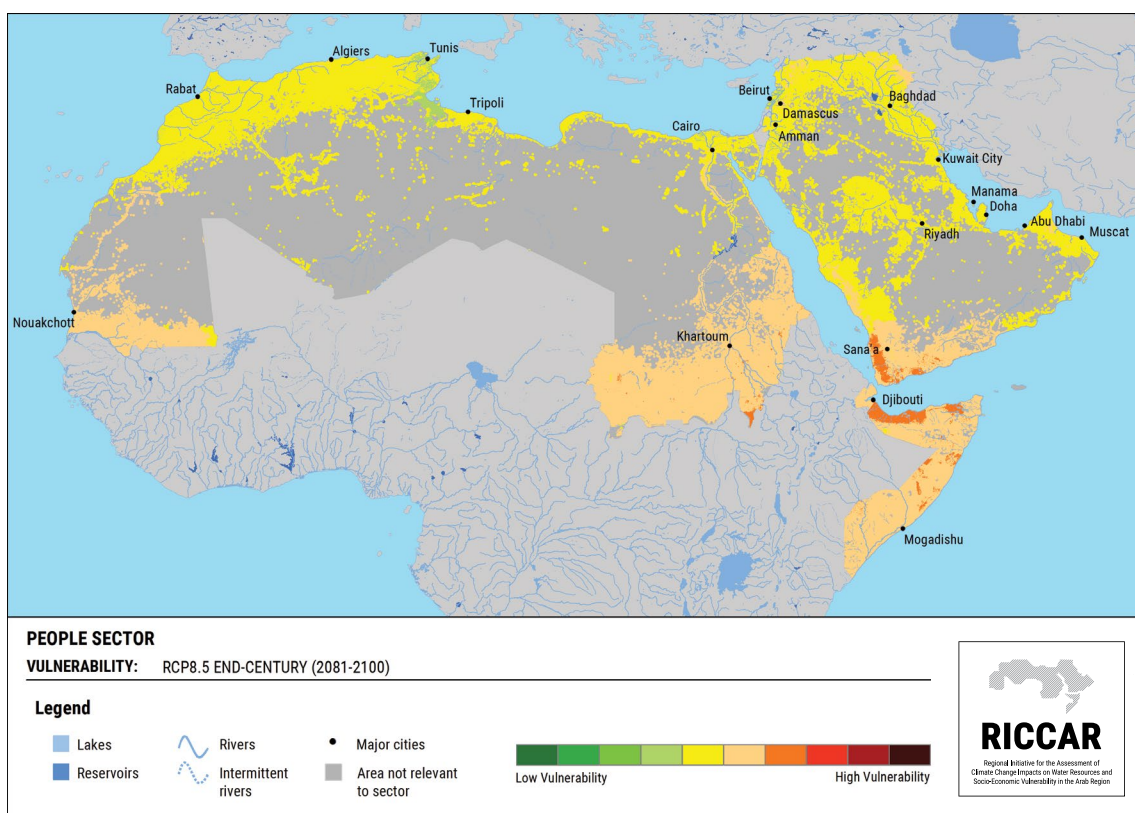 Algiers
Tunis
Rabat
Tripoli
Beirut
Baghdad
Damascus
Cairo
Amman
Kuwait City
Manama
Doha
Abu Dhabi
Muscat
Riyadh
Nouakchott
Khartoum
Sana'a
Djibouti
Mogadishu
PEOPLE SECTOR
VULNERABILITY: RCP8.5 END-CENTURY (2081-2100)
Legend
Lakes
Reservoirs
Rivers
Intermittent
rivers
Major cities
Area not relevant
to sector
Low Vulnerability
High Vulnerability
RICCAR
Regional Initiative for the Assessment of
Climate Change Impacts on Water Resources and
Socio-Economic Vulnerability in the Arab Region